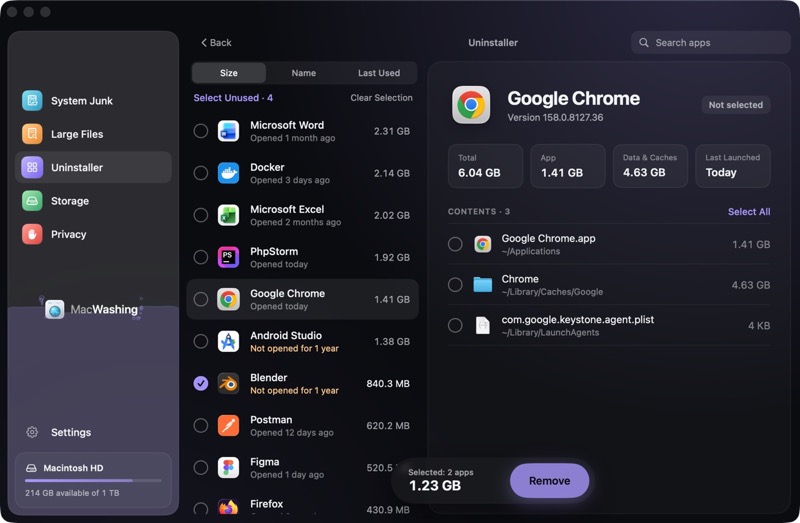 Back
Uninstaller
Search apps
System Junk
Large Files
Uninstaller
Storage
Privacy
MacWashing
Settings
Macintosh HD
214 GB available of 1 TB
Size Name Last Used
Select Unused · 4 Clear Selection
Microsoft Word
Opened 1 month ago
2.31 GB
Docker
Opened 3 days ago
2.14 GB
Microsoft Excel
Opened 2 months ago
2.02 GB
PS
PhpStorm
Opened today
1.92 GB
Google Chrome
Opened today
1.41 GB
Android Studio
Not opened for 1 year
1.38 GB
Blender
Not opened for 1 year
840.3 MB
Postman
Opened 12 days ago
620.2 MB
Figma
Opened 1 day ago
520.5
Firefox
430.9 MB
Google Chrome
Version 158.0.8127.36
Not selected
Total
6.04 GB
App
1.41 GB
Data & Caches
4.63 GB
Last Launched
Today
CONTENTS · 3 Select All
Google Chrome.app
~/Applications
1.41 GB
Chrome
~/Library/Caches/Google
4.63 GB
com.google.keystone.agent.plist
~/Library/LaunchAgents
4 KB
Selected: 2 apps
1.23 GB
Remove